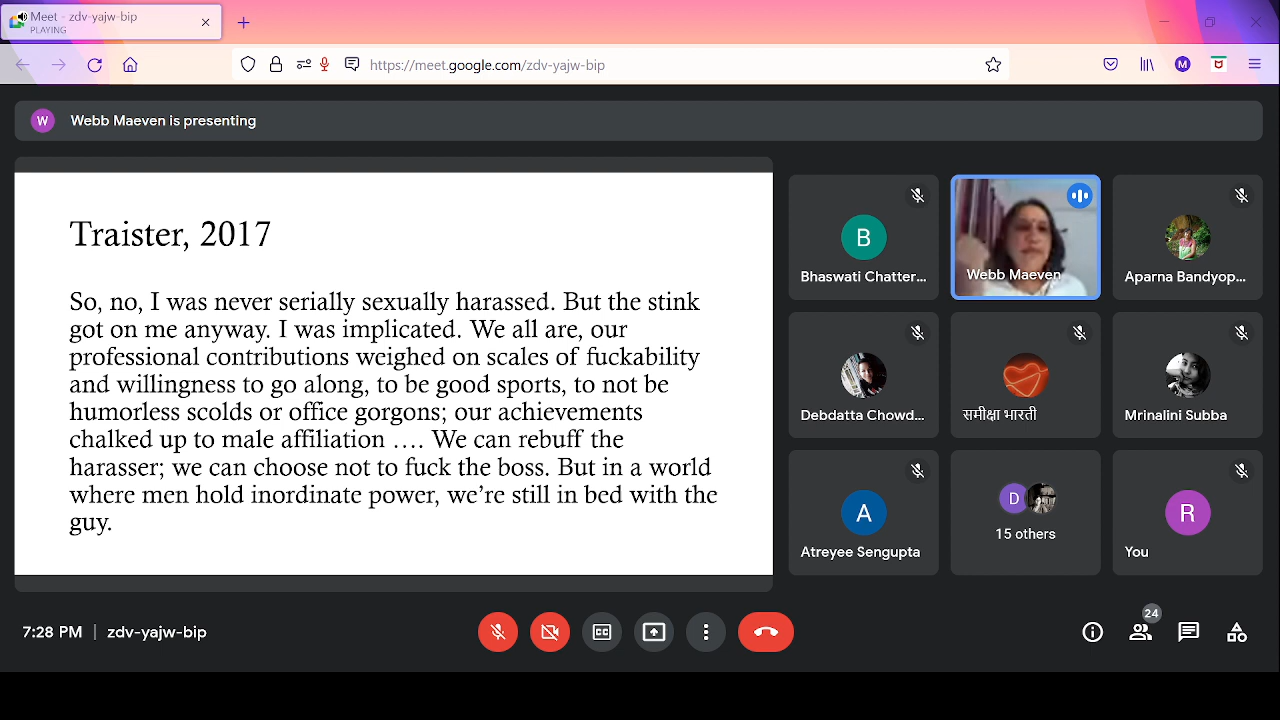 Meet - zdv-yajw-bip
PLAYING
https://meet.google.com/zdv-yajw-bip
M
W
Webb Maeven is presenting
Traister, 2017
So, no, I was never serially sexually harassed. But the stink
got on me anyway. I was implicated. We all are, our
professional contributions weighed on scales of fuckability
and willingness to go along, to be good sports, to not be
humorless scolds or office gorgons; our achievements
chalked up to male affiliation …. We can rebuff the
harasser; we can choose not to fuck the boss. But in a world
where men hold inordinate power, we’re still in bed with the
guy.
B
Bhaswati Chatter...
Webb Maeven
Aparna Bandyop...
Debdatta Chowd...
समीक्षा भारती
Mrinalini Subba
A
Atreyee Sengupta
D
15 others
R
You
7:28 PM | zdv-yajw-bip
CC
24